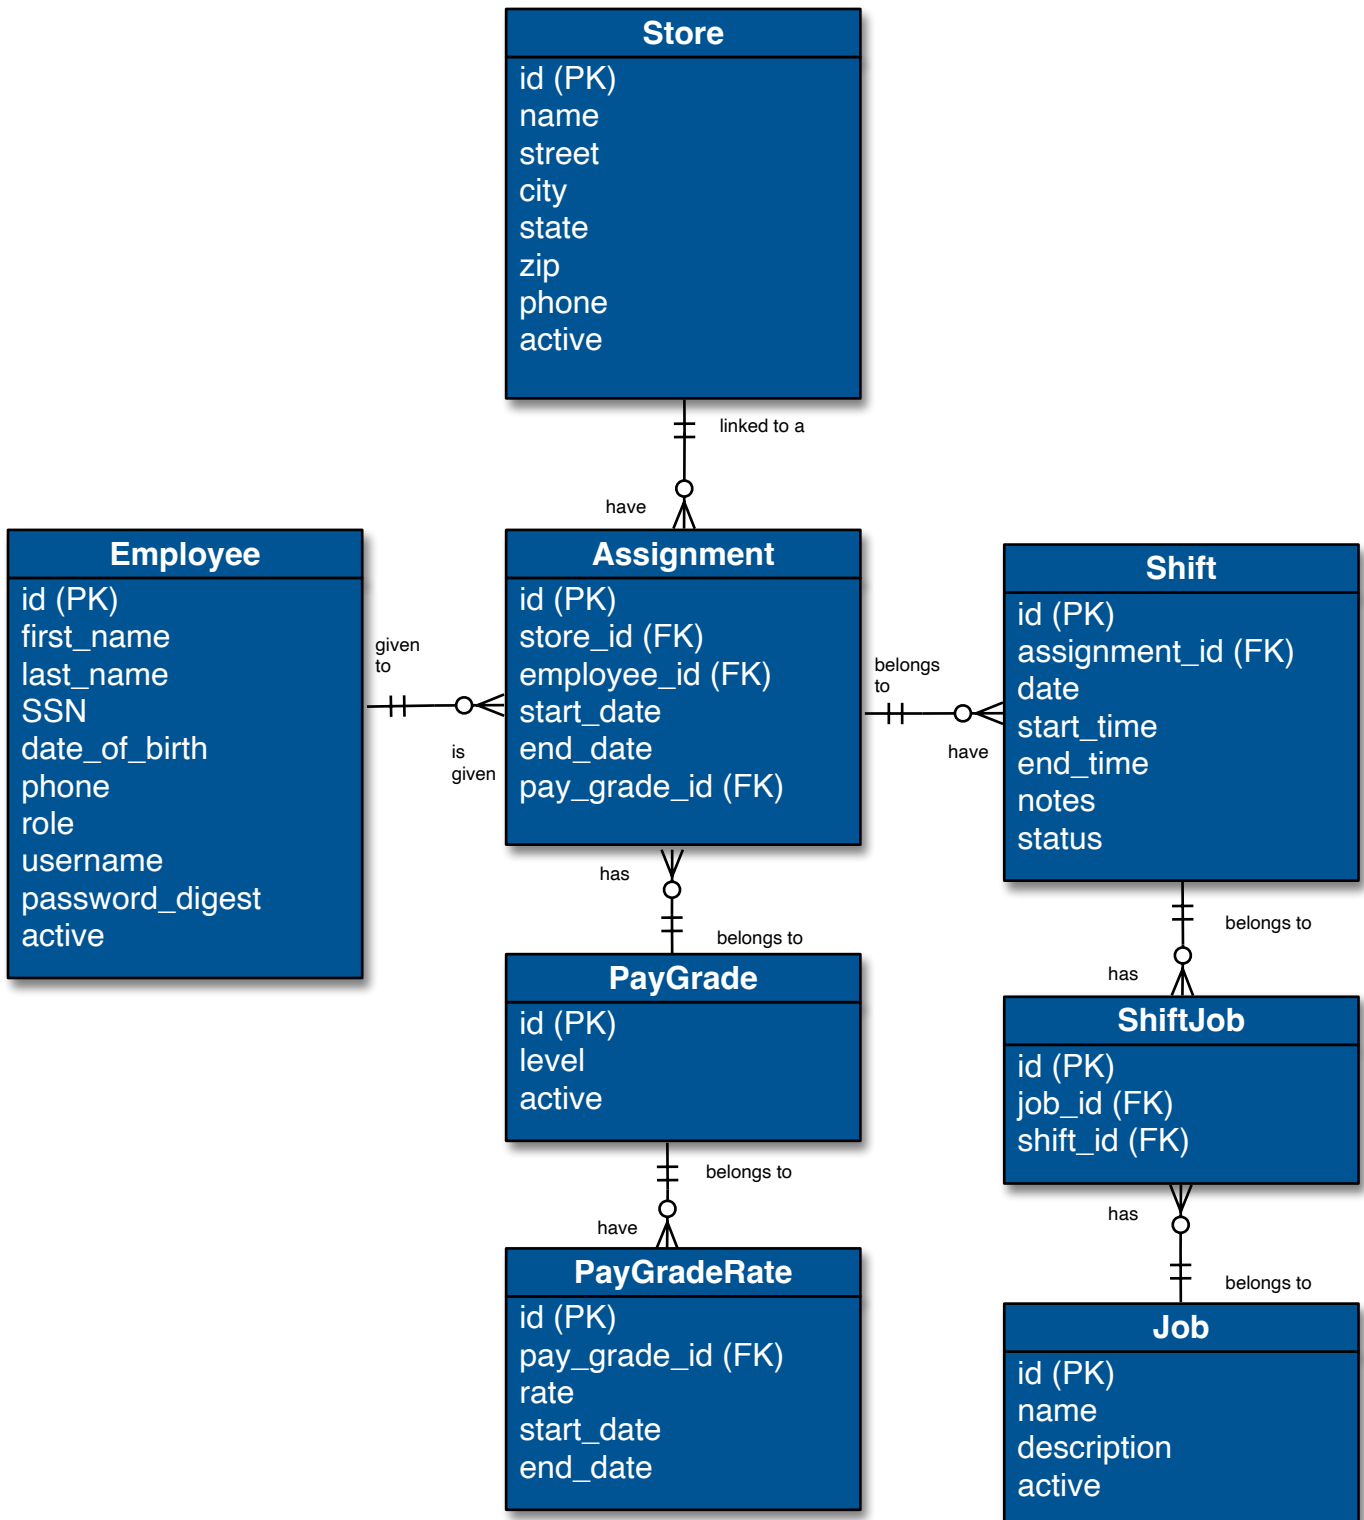 Store
id (PK)
name
street
city
state
zip
phone
active
linked to a
have
Employee
id (PK)
first_name
last_name
SSN
date_of_birth
phone
role
username
password_digest
active
given
to
is
given
Assignment
id (PK)
store_id (FK)
employee_id (FK)
start_date
end_date
pay_grade_id (FK)
belongs
to
have
Shift
id (PK)
assignment_id (FK)
date
start_time
end_time
notes
status
has
belongs to
PayGrade
id (PK)
level
active
belongs to
have
PayGradeRate
id (PK)
pay_grade_id (FK)
rate
start_date
end_date
belongs to
has
ShiftJob
id (PK)
job_id (FK)
shift_id (FK)
has
belongs to
Job
id (PK)
name
description
active